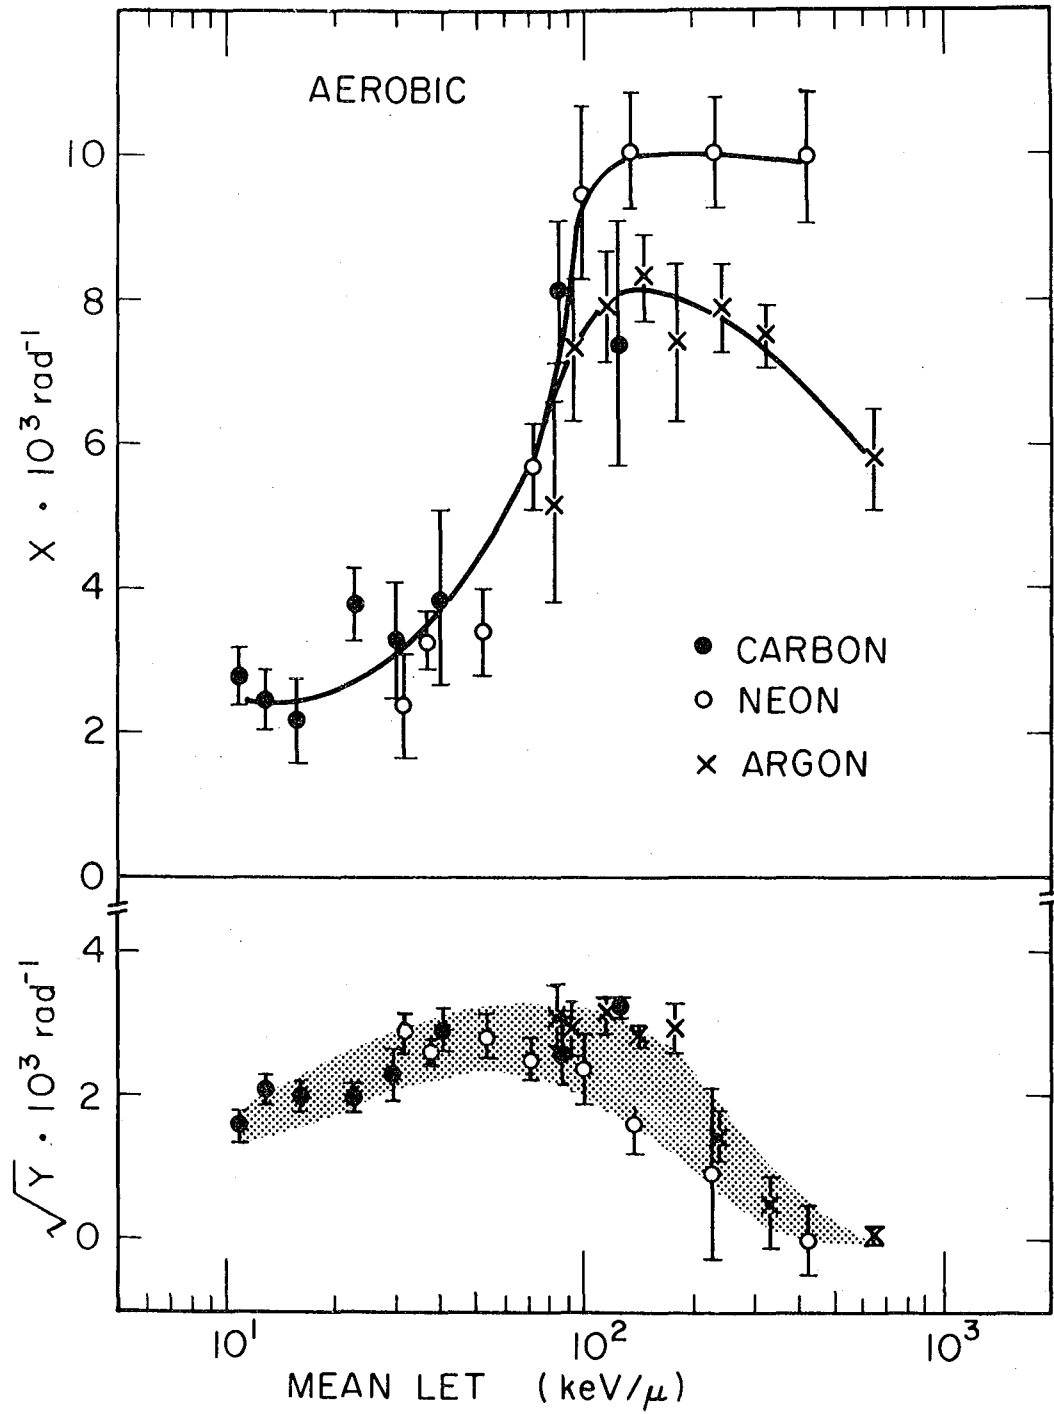 AEROBIC
10
8
6
4
2
0
X · 10³ rad⁻¹
CARBON
NEON
ARGON
4
2
0
√Y · 10³ rad⁻¹
10¹
10²
10³
MEAN LET (keV/μ)